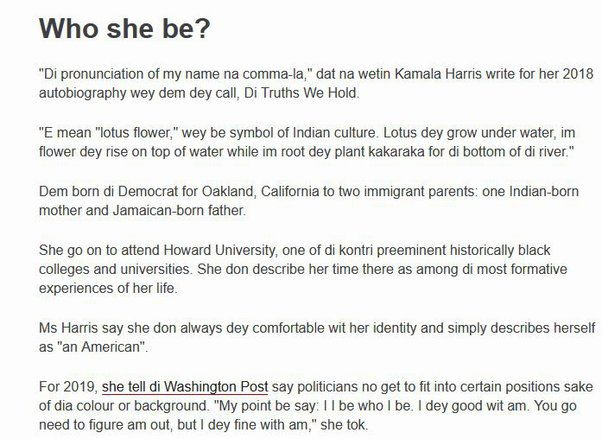 Who she be?
"Di pronunciation of my name na comma-la," dat na wetin Kamala Harris write for her 2018
autobiography wey dem dey call, Di Truths We Hold.
"E mean "lotus flower," wey be symbol of Indian culture. Lotus dey grow under water, im
flower dey rise on top of water while im root dey plant kakaraka for di bottom of di river."
Dem born di Democrat for Oakland, California to two immigrant parents: one Indian-born
mother and Jamaican-born father.
She go on to attend Howard University, one of di kontri preeminent historically black
colleges and universities. She don describe her time there as among di most formative
experiences of her life.
Ms Harris say she don always dey comfortable wit her identity and simply describes herself
as "an American".
For 2019, she tell di Washington Post say politicians no get to fit into certain positions sake
of dia colour or background. "My point be say: I I be who I be. I dey good wit am. You go
need to figure am out, but I dey fine with am," she tok.